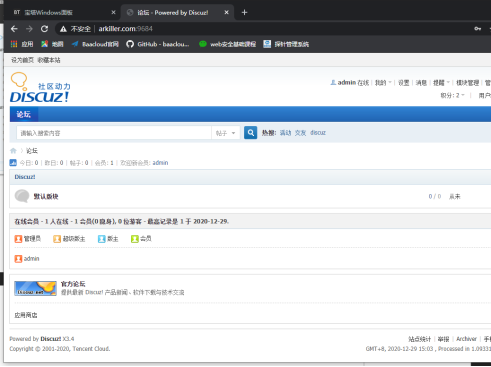 BT 宝塔Windows面板 论坛 - Powered by Discuz!
不安全 | arkiller.com:9684
应用 地图 Baacloud官网 GitHub - baaclou... web安全基础课程 探针管理系统
设为首页 收藏本站
社区动力
DISCUZ!
admin 在线 | 我的 | 设置 | 消息 | 提醒 | 模块管理 | 管
积分: 2 | 用户
论坛
请输入搜索内容 帖子 热搜: 活动 交友 discuz
论坛
今日: 0 | 昨日: 0 | 帖子: 0 | 会员: 1 | 欢迎新会员: admin
Discuz!
默认版块 0 / 0 从未
在线会员 - 1 人在线 - 1 会员(0 隐身), 0 位游客 - 最高记录是 1 于 2020-12-29.
管理员 超级版主 版主 会员
admin
官方论坛
提供最新 Discuz! 产品新闻、软件下载与技术交流
应用商店
Powered by Discuz! X3.4 站点统计 | 举报 | Archiver | 手
Copyright © 2001-2020, Tencent Cloud. GMT+8, 2020-12-29 15:03 , Processed in 1.09331